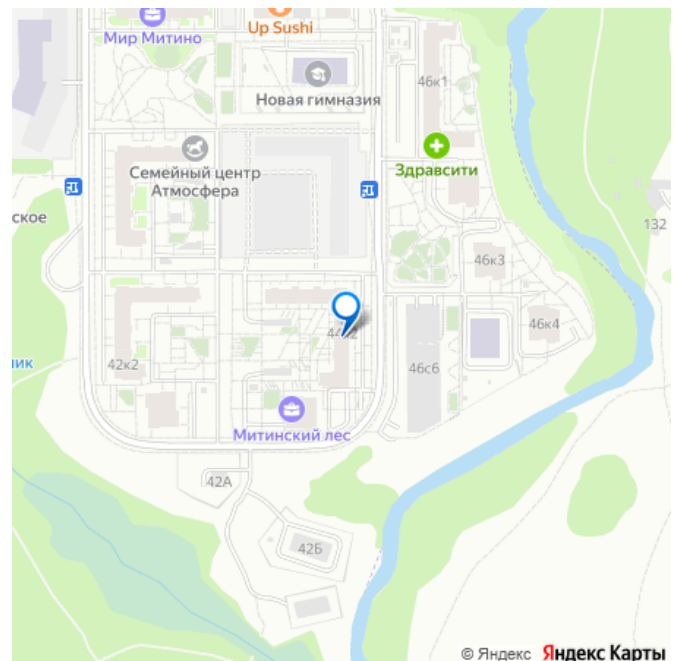 Мир Митино
Up Sushi
Новая гимназия
46к1
Здравсити
Семейный центр
Атмосфера
ское
132
46к3
46к4
42к2
46с6
ик
Митинский лес
42А
42Б
© Яндекс Яндекс Карты